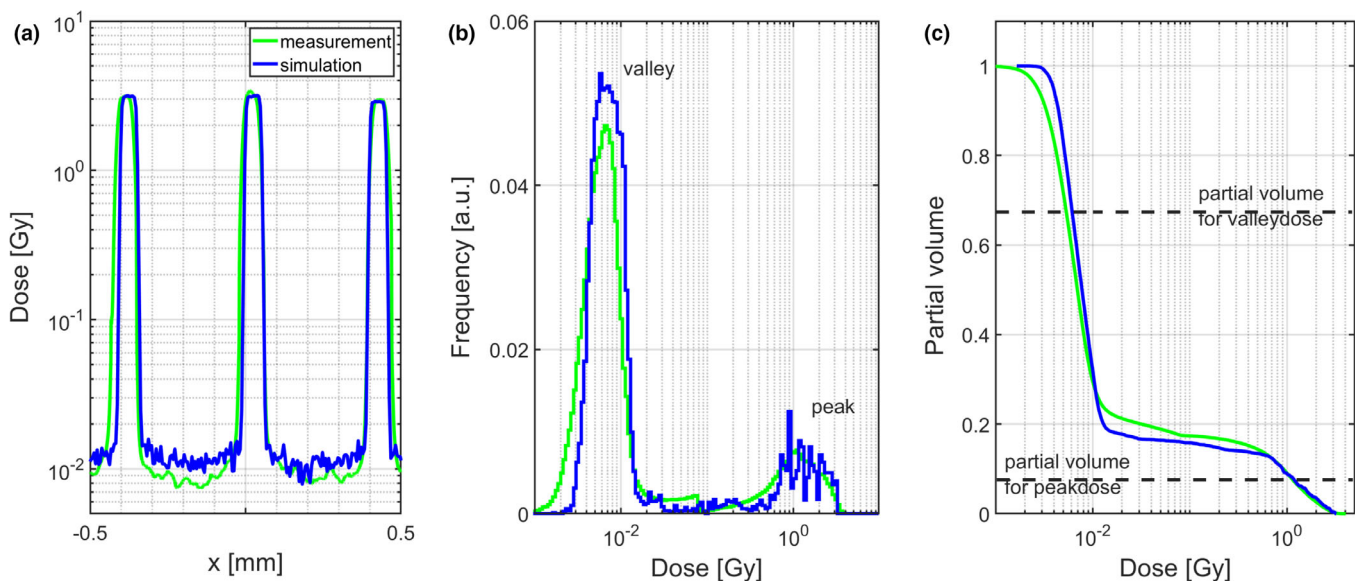 (a)
10^1
10^0
10^-1
10^-2
Dose [Gy]
-0.5
0
0.5
x [mm]
measurement
simulation
(b)
0.06
0.04
0.02
0
Frequency [a.u.]
valley
peak
10^-2
10^0
Dose [Gy]
(c)
1
0.8
0.6
0.4
0.2
0
Partial volume
partial volume
for valleydose
partial volume
for peakdose
10^-2
10^0
Dose [Gy]